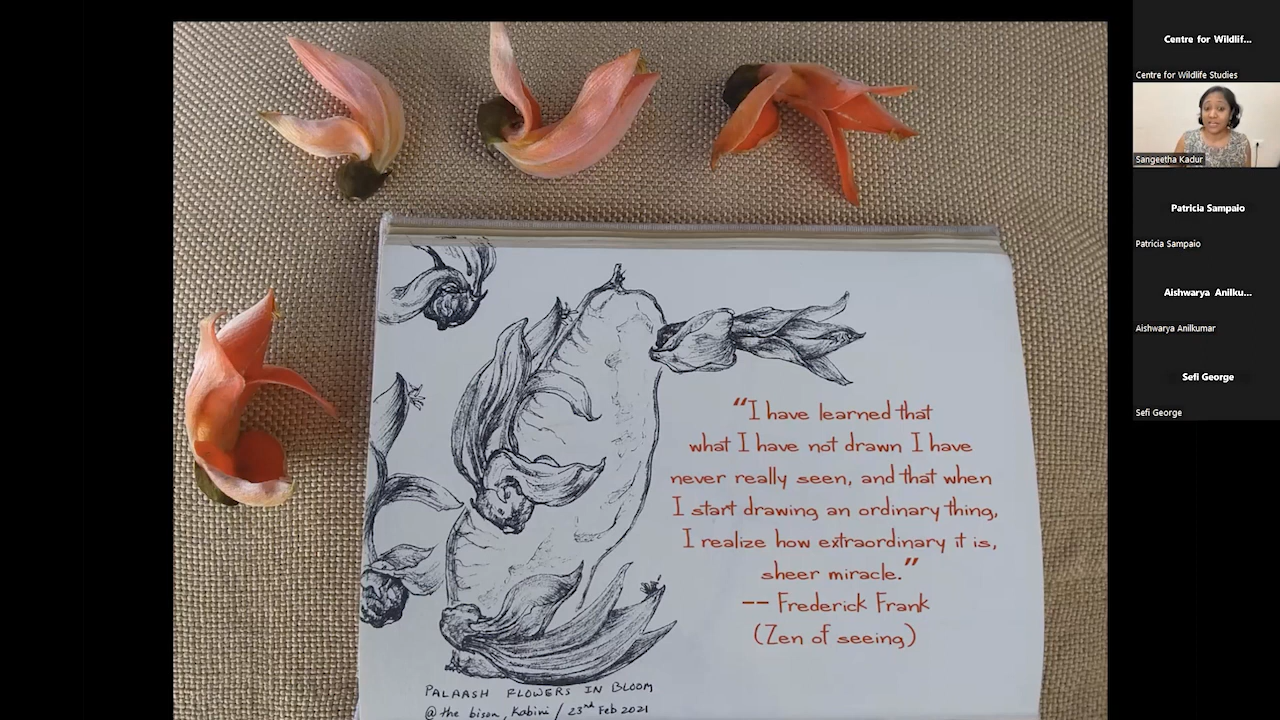 “I have learned that
what I have not drawn I have
never really seen, and that when
I start drawing an ordinary thing,
I realize how extraordinary it is,
sheer miracle.”
-- Frederick Frank
(Zen of seeing)
PALAASH FLOWERS IN BLOOM
@ the bison, Kabini / 23rd Feb 2021
Centre for Wildlif...
Centre for Wildlife Studies
Sangeetha Kadur
Patricia Sampaio
Patricia Sampaio
Aishwarya Anilku...
Aishwarya Anilkumar
Sefi George
Sefi George